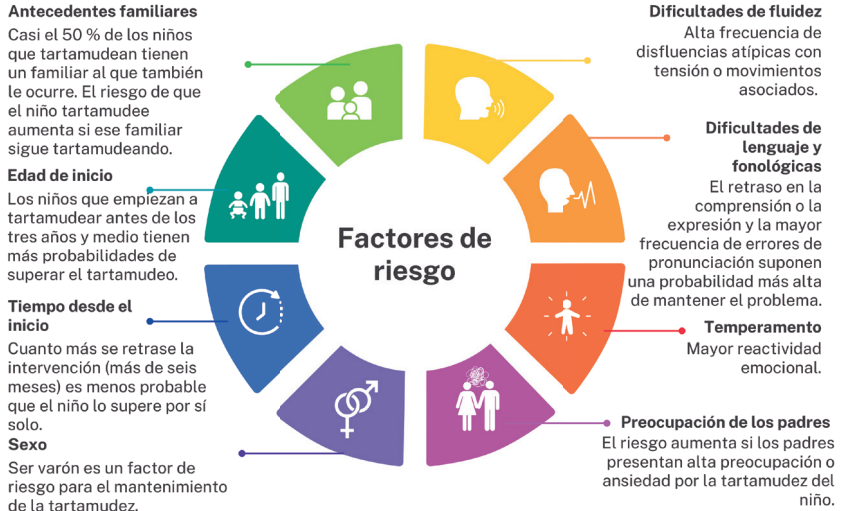 Antecedentes familiares
Casi el 50 % de los niños
que tartamudean tienen
un familiar al que también
le ocurre. El riesgo de que
el niño tartamudee
aumenta si ese familiar
sigue tartamudeando.
Edad de inicio
Los niños que empiezan a
tartamudear antes de los
tres años y medio tienen
más probabilidades de
superar el tartamudeo.
Tiempo desde el
inicio
Cuanto más se retrase la
intervención (más de seis
meses) es menos probable
que el niño lo supere por sí
solo.
Sexo
Ser varón es un factor de
riesgo para el mantenimiento
de la tartamudez.
Factores de
riesgo
Dificultades de fluidez
Alta frecuencia de
disfluencias atípicas con
tensión o movimientos
asociados.
Dificultades de
lenguaje y
fonológicas
El retraso en la
comprensión o la
expresión y la mayor
frecuencia de errores de
pronunciación suponen
una probabilidad más alta
de mantener el problema.
Temperamento
Mayor reactividad
emocional.
Preocupación de los padres
El riesgo aumenta si los padres
presentan alta preocupación o
ansiedad por la tartamudez del
niño.